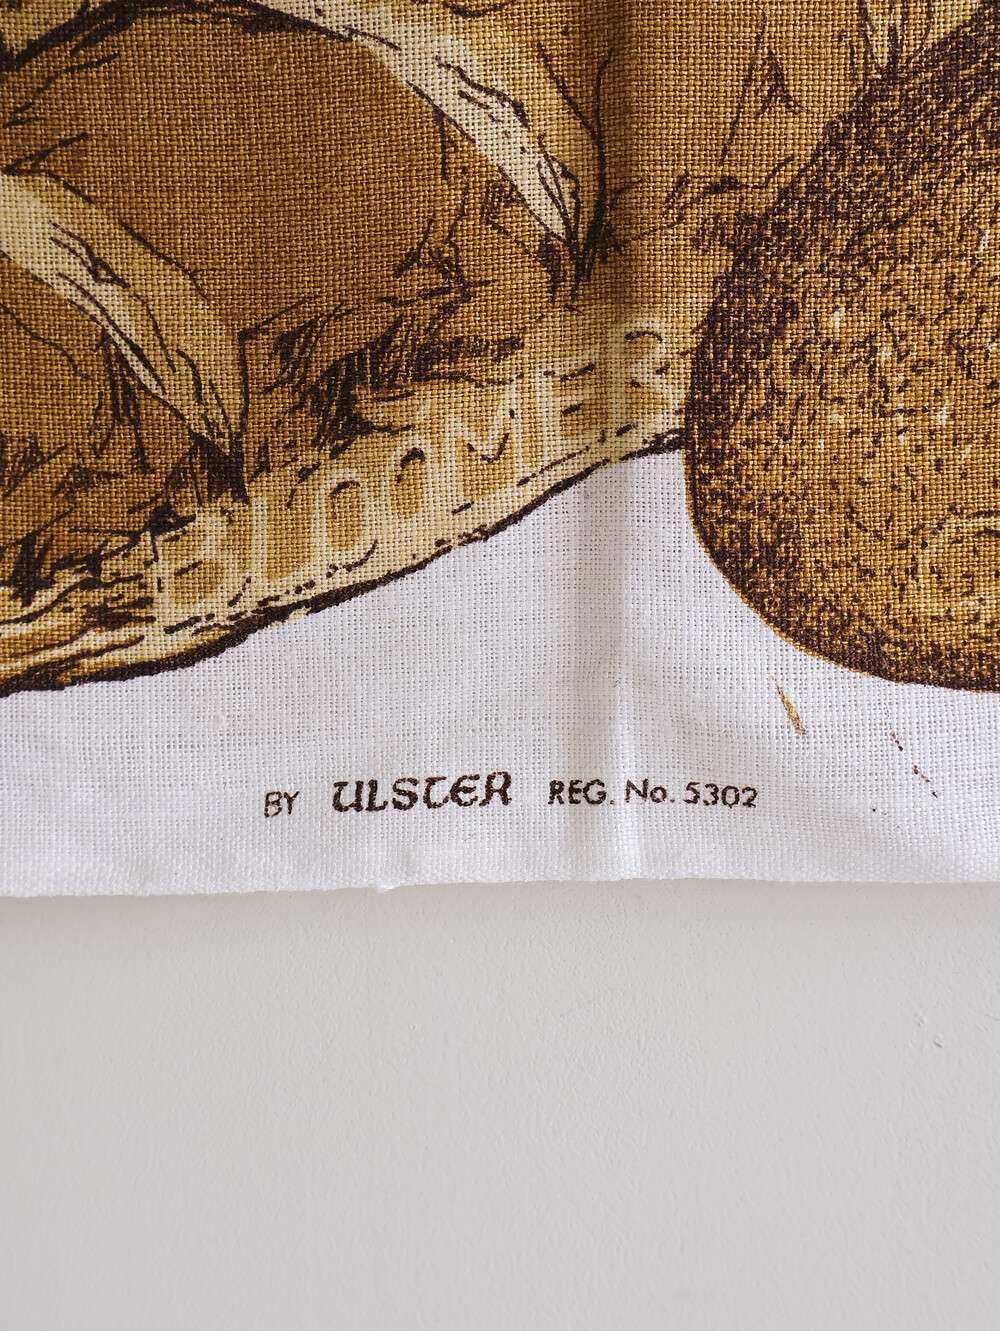 BLOOMER
BY ULSTER REG. No. 5302